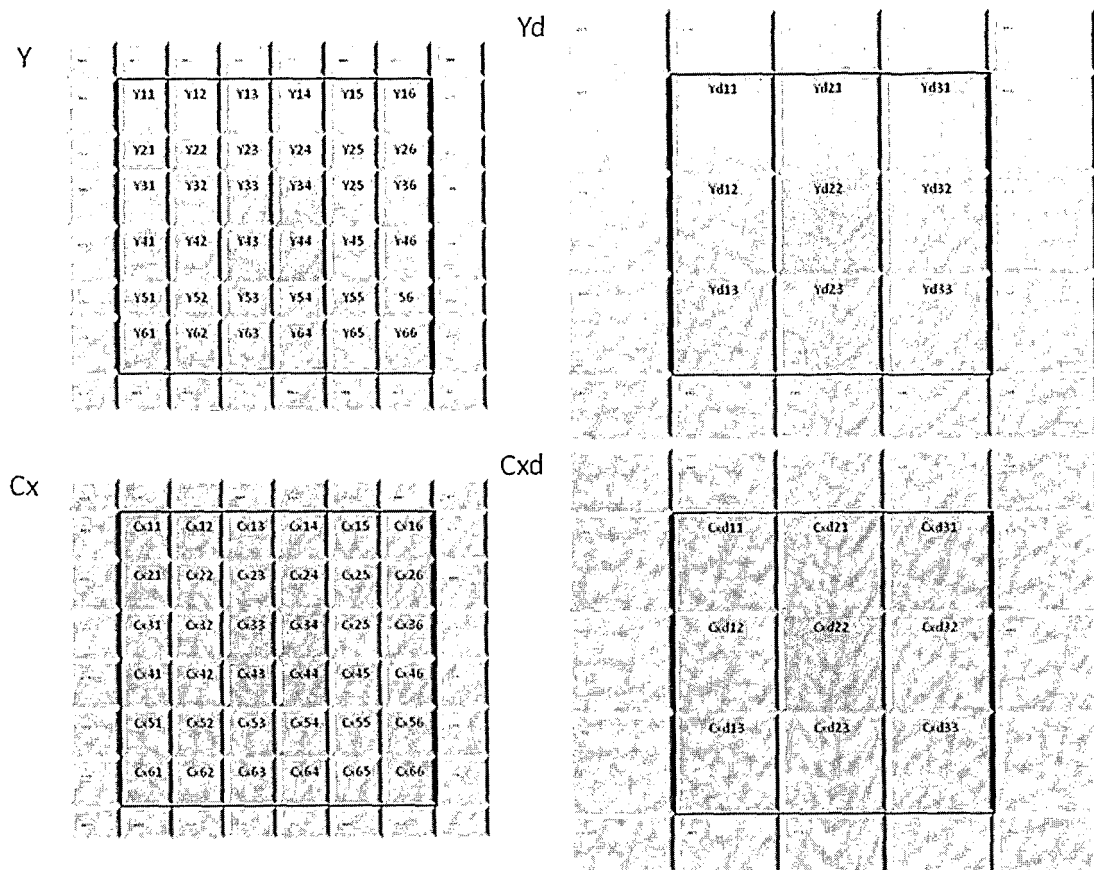 Y
Y11 Y12 Y13 Y14 Y15 Y16
Y21 Y22 Y23 Y24 Y25 Y26
Y31 Y32 Y33 Y34 Y25 Y36
Y41 Y42 Y43 Y44 Y45 Y46
Y51 Y52 Y53 Y54 Y55 56
Y61 Y62 Y63 Y64 Y65 Y66
Yd
Yd11 Yd21 Yd31
Yd12 Yd22 Yd32
Yd13 Yd23 Yd33
Cx
Cx11 Cx12 Cx13 Cx14 Cx15 Cx16
Cx21 Cx22 Cx23 Cx24 Cx25 Cx26
Cx31 Cx32 Cx33 Cx34 Cx25 Cx36
Cx41 Cx42 Cx43 Cx44 Cx45 Cx46
Cx51 Cx52 Cx53 Cx54 Cx55 Cx56
Cx61 Cx62 Cx63 Cx64 Cx65 Cx66
Cxd
Cxd11 Cxd21 Cxd31
Cxd12 Cxd22 Cxd32
Cxd13 Cxd23 Cxd33